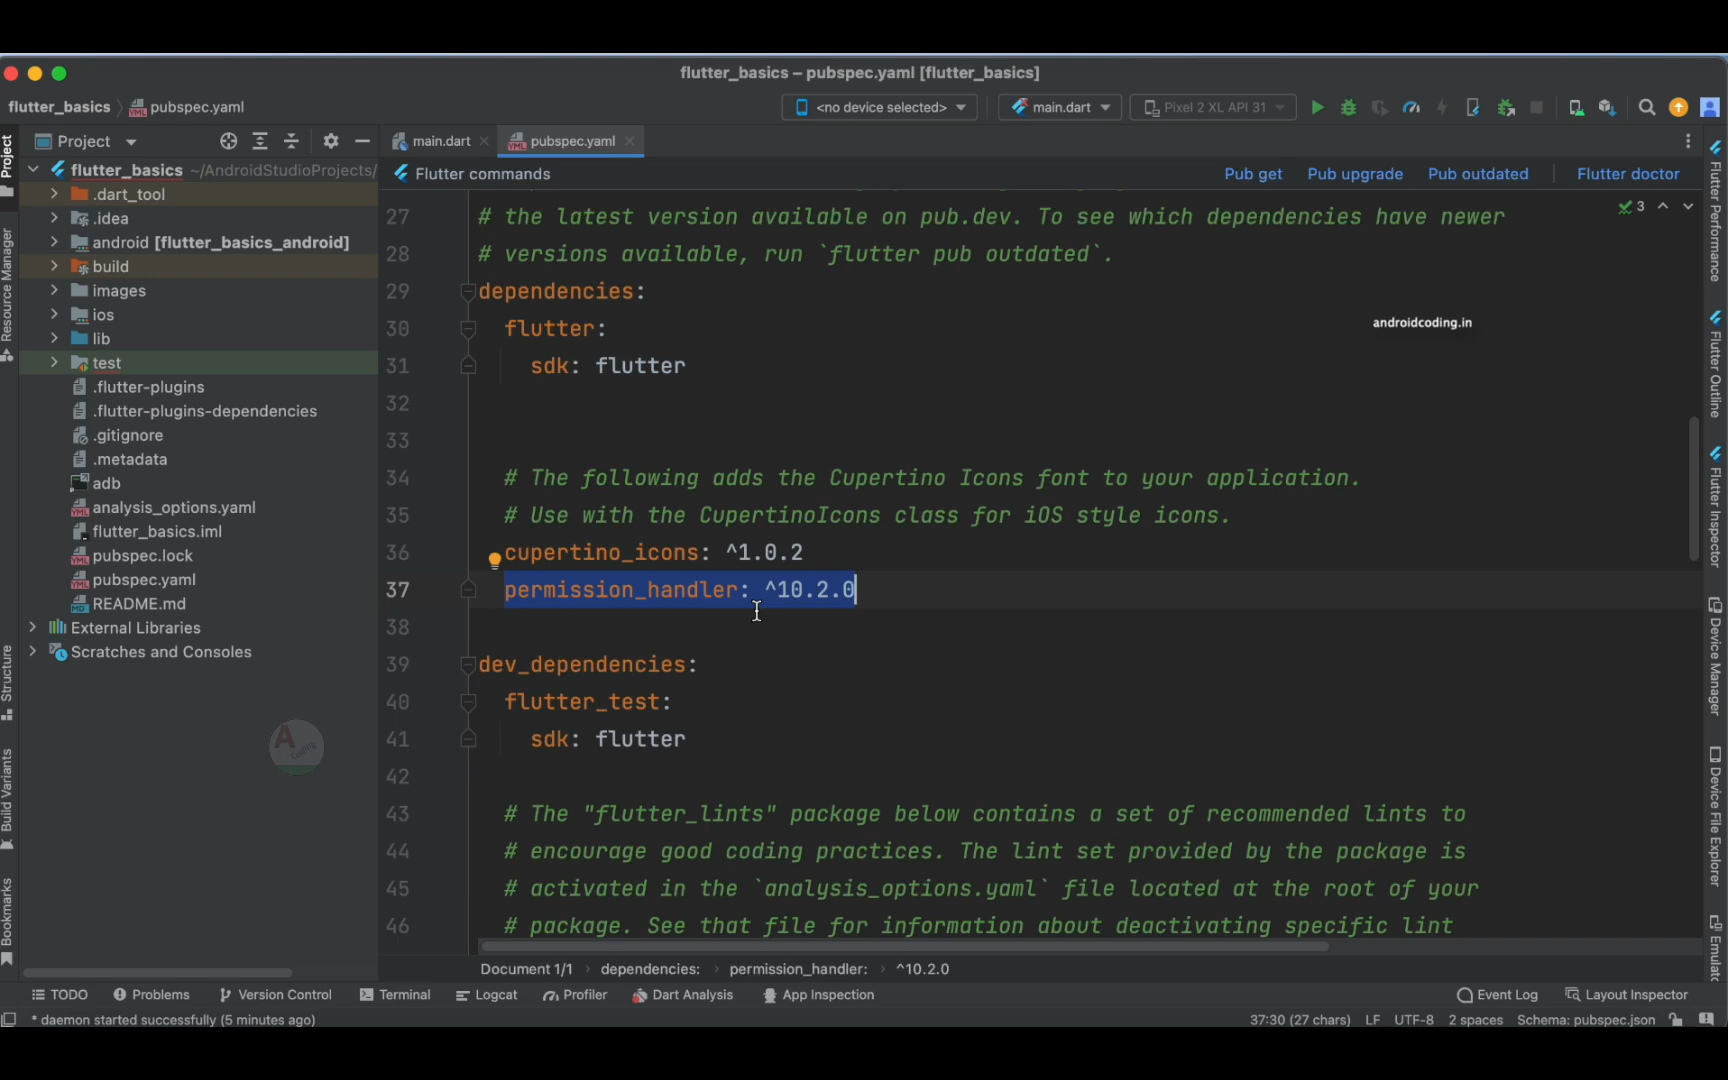 flutter_basics – pubspec.yaml [flutter_basics]
flutter_basics pubspec.yaml <no device selected> main.dart Pixel 2 XL API 31
Project main.dart pubspec.yaml
flutter_basics ~/AndroidStudioProjects/ Flutter commands Pub get Pub upgrade Pub outdated Flutter doctor
.dart_tool
.idea
android [flutter_basics_android]
build
images
ios
lib
test
.flutter-plugins
.flutter-plugins-dependencies
.gitignore
.metadata
adb
analysis_options.yaml
flutter_basics.iml
pubspec.lock
pubspec.yaml
README.md
External Libraries
Scratches and Consoles
27 # the latest version available on pub.dev. To see which dependencies have newer
28 # versions available, run `flutter pub outdated`.
29 dependencies:
30 flutter:
31 sdk: flutter
32
33
34 # The following adds the Cupertino Icons font to your application.
35 # Use with the CupertinoIcons class for iOS style icons.
36 cupertino_icons: ^1.0.2
37 permission_handler: ^10.2.0
38
39 dev_dependencies:
40 flutter_test:
41 sdk: flutter
42
43 # The "flutter_lints" package below contains a set of recommended lints to
44 # encourage good coding practices. The lint set provided by the package is
45 # activated in the `analysis_options.yaml` file located at the root of your
46 # package. See that file for information about deactivating specific lint
3
androidcoding.in
A Coding
Project
Resource Manager
Structure
Build Variants
Bookmarks
Flutter Performance
Flutter Outline
Flutter Inspector
Device Manager
Device File Explorer
Document 1/1 dependencies: permission_handler: ^10.2.0
TODO Problems Version Control Terminal Logcat Profiler Dart Analysis App Inspection Event Log Layout Inspector
* daemon started successfully (5 minutes ago) 37:30 (27 chars) LF UTF-8 2 spaces Schema: pubspec.json